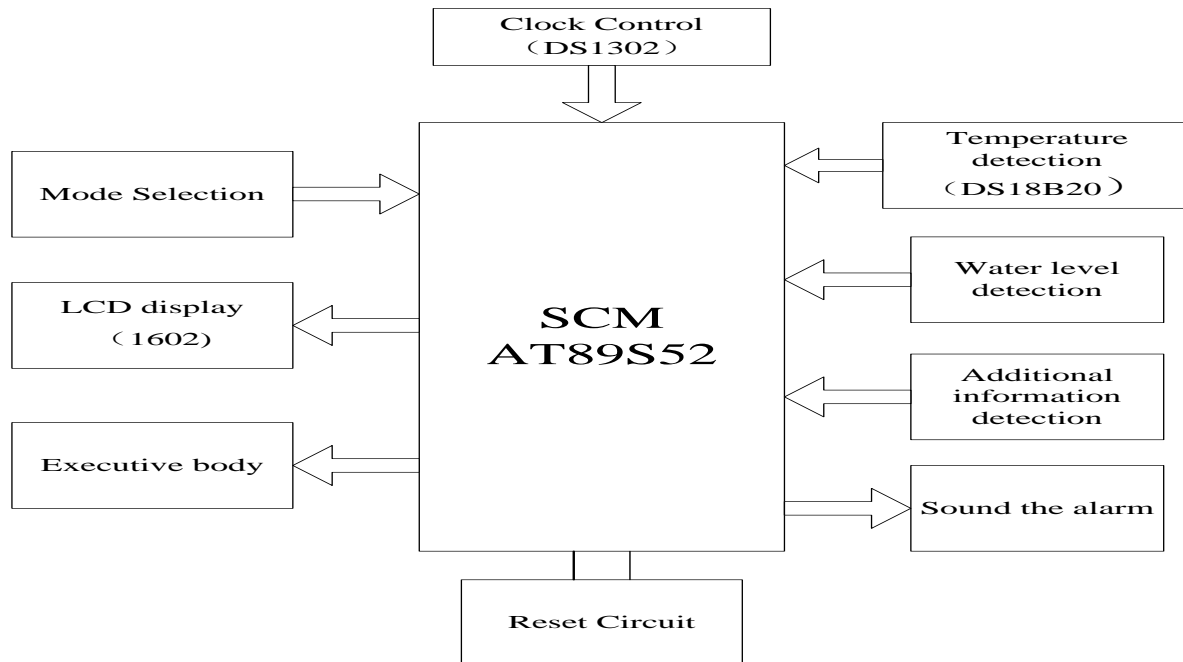 Clock Control
（DS1302）
Mode Selection
LCD display
（1602)
Executive body
SCM
AT89S52
Temperature
detection
（DS18B20）
Water level
detection
Additional
information
detection
Sound the alarm
Reset Circuit